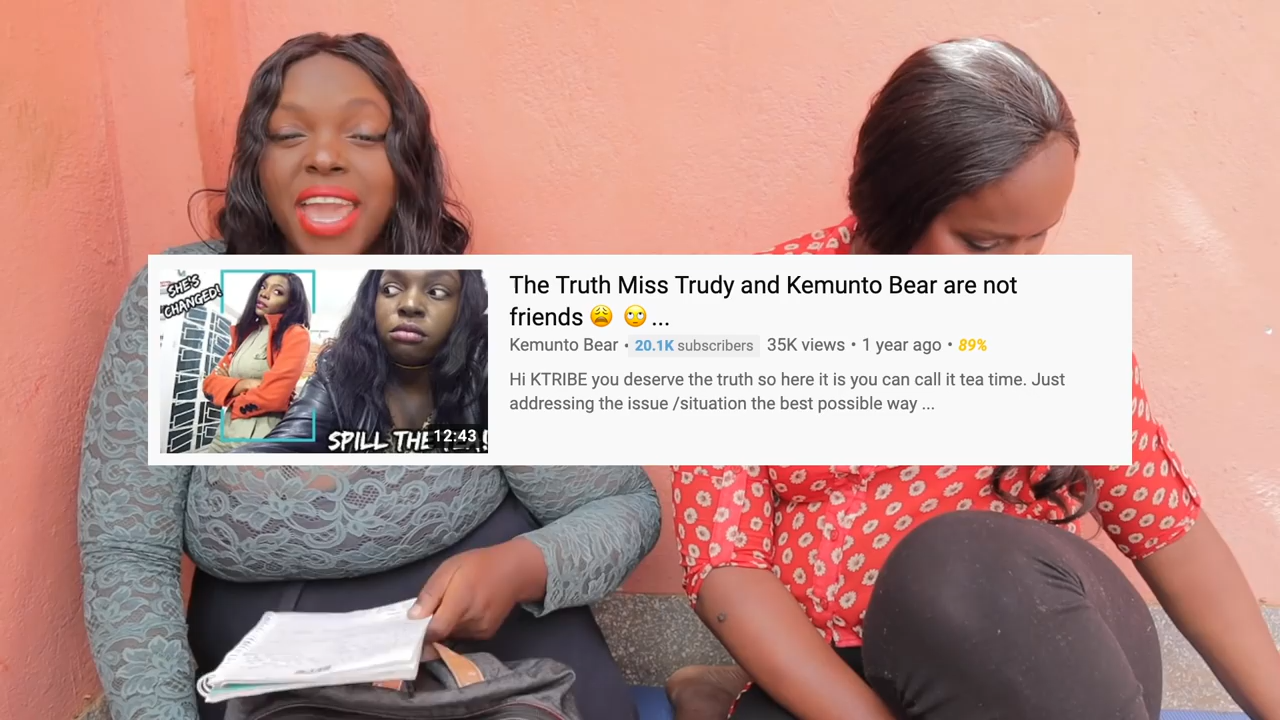 SHE'S
CHANGED!
SPILL THE
12:43
The Truth Miss Trudy and Kemunto Bear are not
friends 😩 🙄 ...
Kemunto Bear • 20.1K subscribers 35K views • 1 year ago • 89%
Hi KTRIBE you deserve the truth so here it is you can call it tea time. Just
addressing the issue /situation the best possible way ...